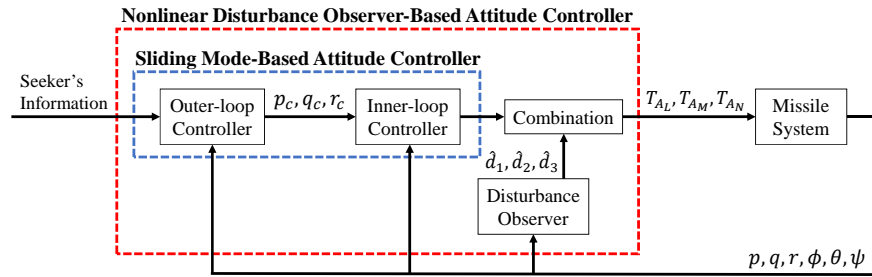 Nonlinear Disturbance Observer-Based Attitude Controller
Sliding Mode-Based Attitude Controller
Seeker's
Information
Outer-loop
Controller
p_C, q_C, r_C
Inner-loop
Controller
Combination
T_{A_L}, T_{A_M}, T_{A_N}
Missile
System
d̂_1, d̂_2, d̂_3
Disturbance
Observer
p, q, r, ϕ, θ, ψ